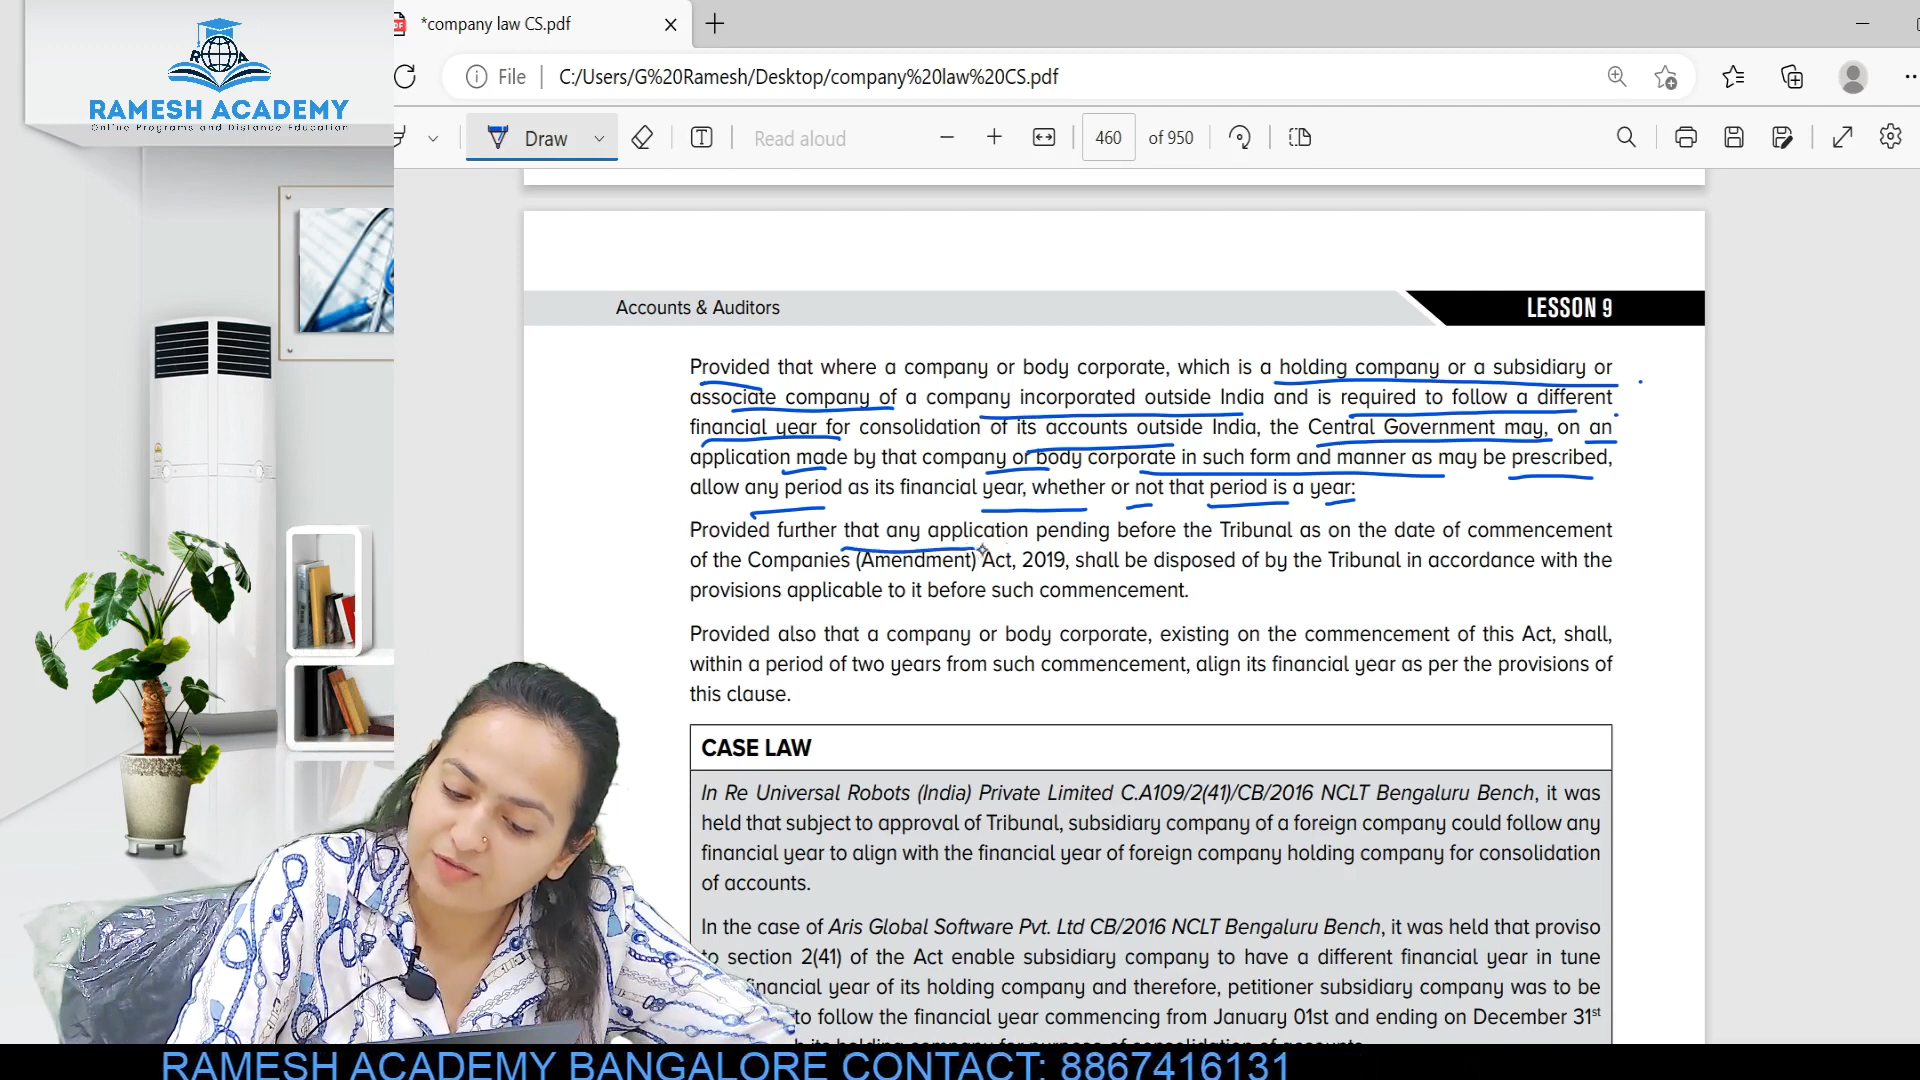 RAMESH ACADEMY
Online Programs and Distance Education
*company law CS.pdf
File
C:/Users/G%20Ramesh/Desktop/company%20law%20CS.pdf
Draw
Read aloud
460
of 950
Accounts & Auditors
LESSON 9
Provided that where a company or body corporate, which is a holding company or a subsidiary or
associate company of a company incorporated outside India and is required to follow a different
financial year for consolidation of its accounts outside India, the Central Government may, on an
application made by that company or body corporate in such form and manner as may be prescribed,
allow any period as its financial year, whether or not that period is a year:
Provided further that any application pending before the Tribunal as on the date of commencement
of the Companies (Amendment) Act, 2019, shall be disposed of by the Tribunal in accordance with the
provisions applicable to it before such commencement.
Provided also that a company or body corporate, existing on the commencement of this Act, shall,
within a period of two years from such commencement, align its financial year as per the provisions of
this clause.
CASE LAW
In Re Universal Robots (India) Private Limited C.A109/2(41)/CB/2016 NCLT Bengaluru Bench, it was
held that subject to approval of Tribunal, subsidiary company of a foreign company could follow any
financial year to align with the financial year of foreign company holding company for consolidation
of accounts.
In the case of Aris Global Software Pvt. Ltd CB/2016 NCLT Bengaluru Bench, it was held that proviso
to section 2(41) of the Act enable subsidiary company to have a different financial year in tune
financial year of its holding company and therefore, petitioner subsidiary company was to be
to follow the financial year commencing from January 01st and ending on December 31st
its holding company for purpose of consolidation of accounts.
RAMESH ACADEMY BANGALORE CONTACT: 8867416131